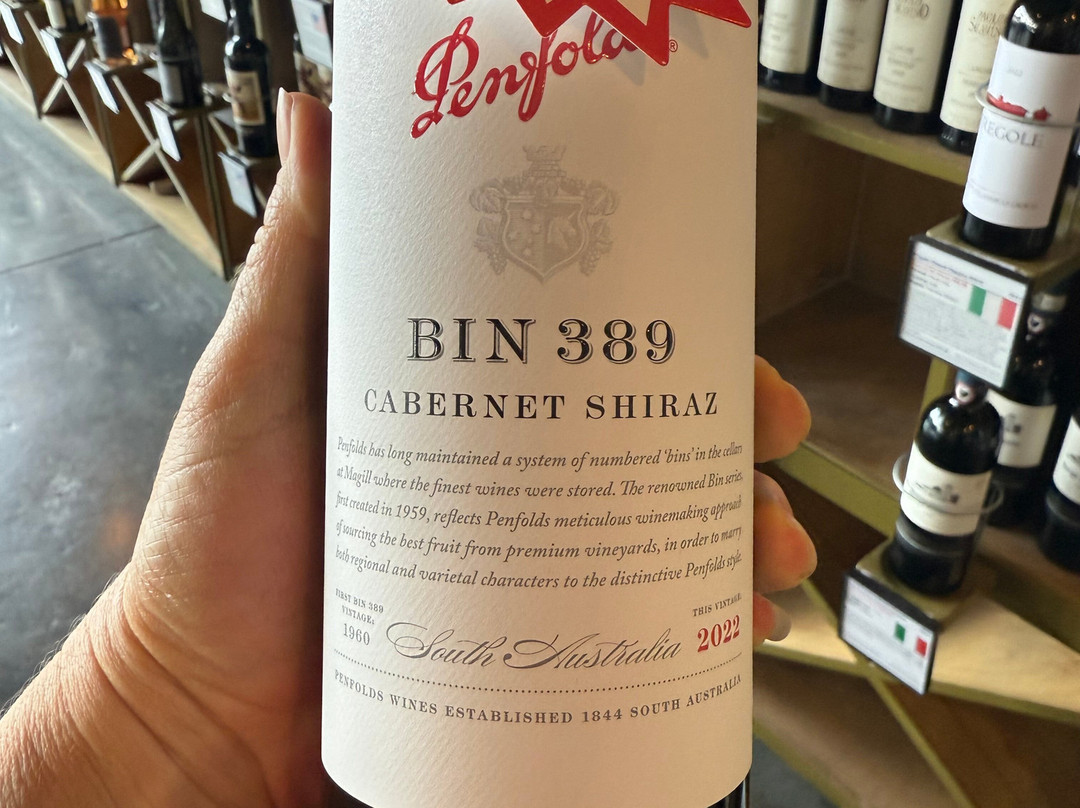 Penfolds
®
BIN 389
CABERNET SHIRAZ
Penfolds has long maintained a system of numbered 'bins' in the cellars
at Magill where the finest wines were stored. The renowned Bin series,
first created in 1959, reflects Penfolds meticulous winemaking approach
of sourcing the best fruit from premium vineyards, in order to marry
both regional and varietal characters to the distinctive Penfolds style.
FIRST BIN 389
VINTAGE:
1960
South Australia
THIS VINTAGE:
2022
PENFOLDS WINES ESTABLISHED 1844 SOUTH AUSTRALIA
REGOLE